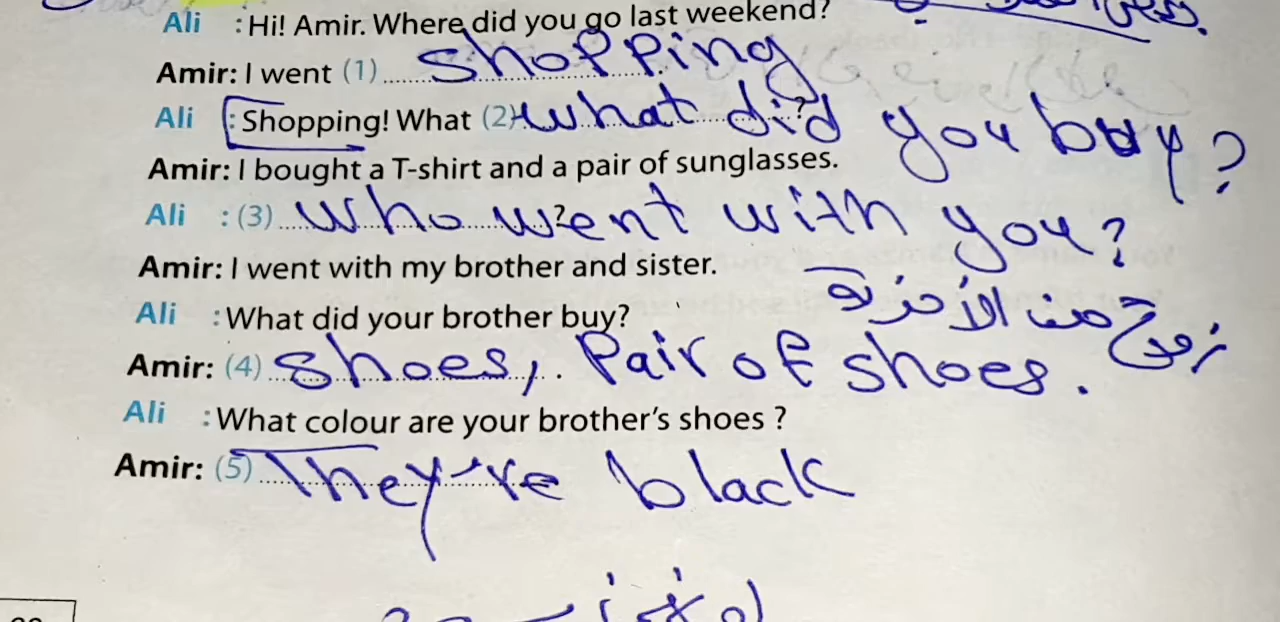 Ali : Hi! Amir. Where did you go last weekend?
Amir: I went (1) shopping
Ali : Shopping! What (2) what did you buy? ?
Amir: I bought a T-shirt and a pair of sunglasses.
Ali : (3) who went with you? ?
Amir: I went with my brother and sister.
زوج من الأحذية
Ali : What did your brother buy?
Amir: (4) shoes, Pair of shoes.
Ali : What colour are your brother's shoes ?
Amir: (5) They're black